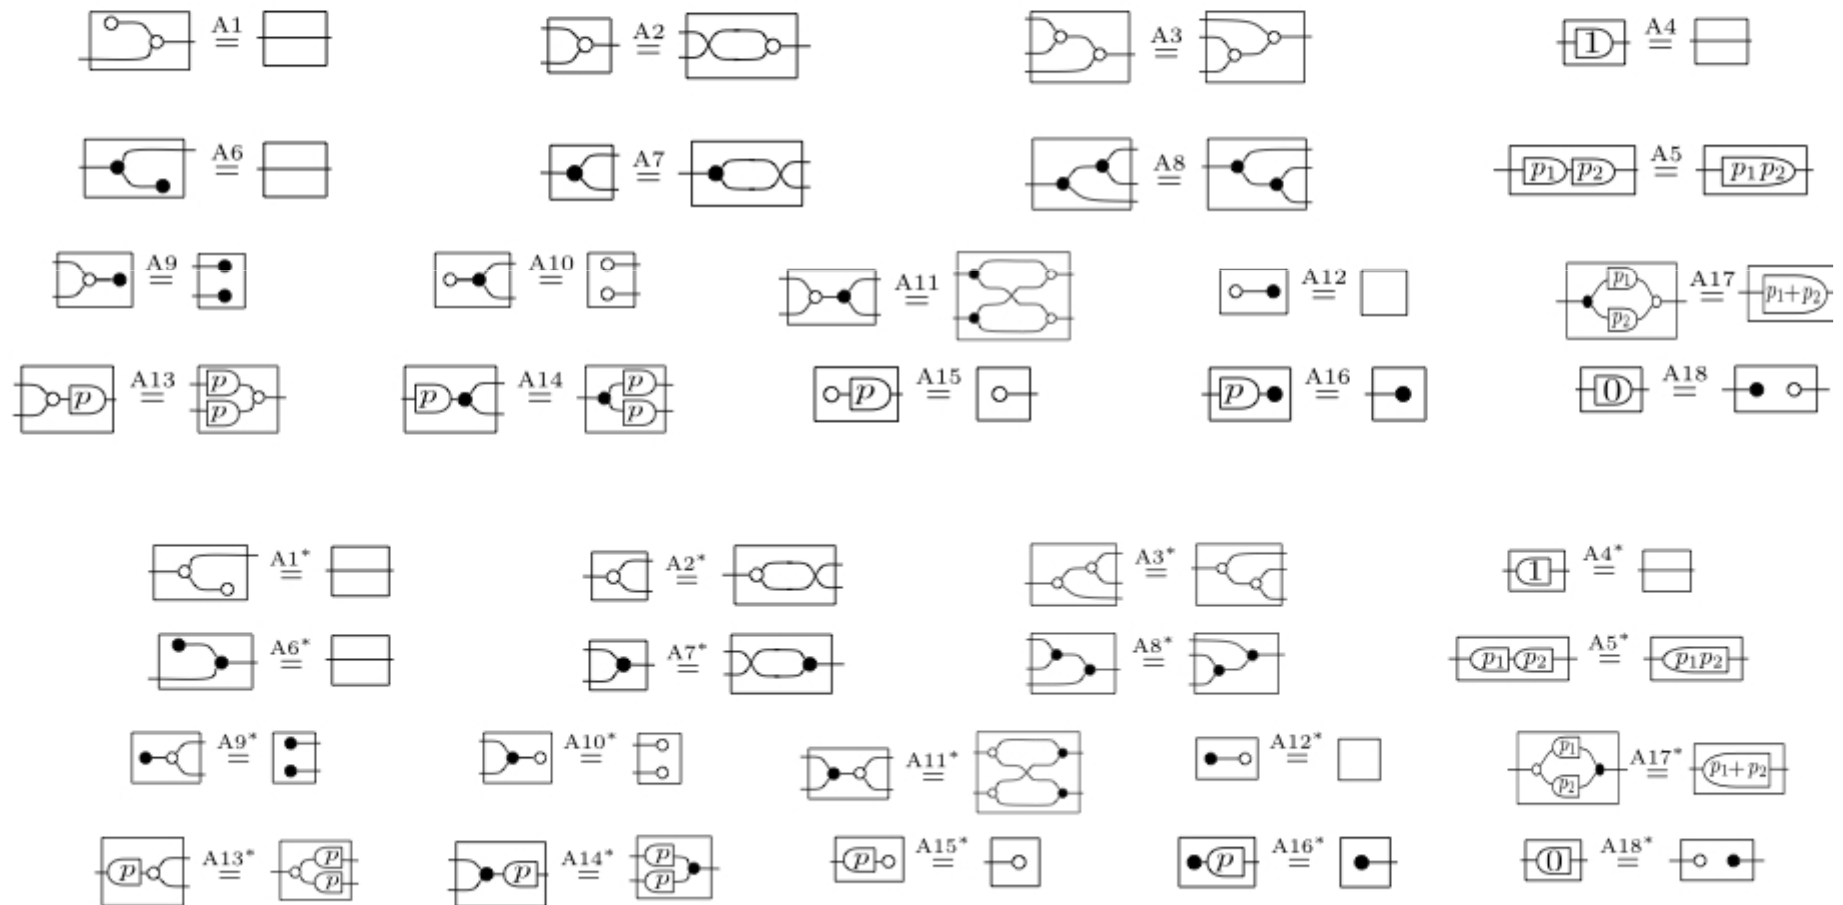 A1 =
A2 =
A3 =
1 A4 =
A6 =
A7 =
A8 =
p₁ p₂ A5 = p₁p₂
A9 =
A10 =
A11 =
A12 =
p₁ p₂ A17 = p₁+p₂
p A13 = p p
p A14 = p p
p A15 =
p A16 =
0 A18 =
A1* =
A2* =
A3* =
1 A4* =
A6* =
A7* =
A8* =
p₁ p₂ A5* = p₁p₂
A9* =
A10* =
A11* =
A12* =
p₁ p₂ A17* = p₁+p₂
p A13* = p p
p A14* = p p
p A15* =
p A16* =
0 A18* =